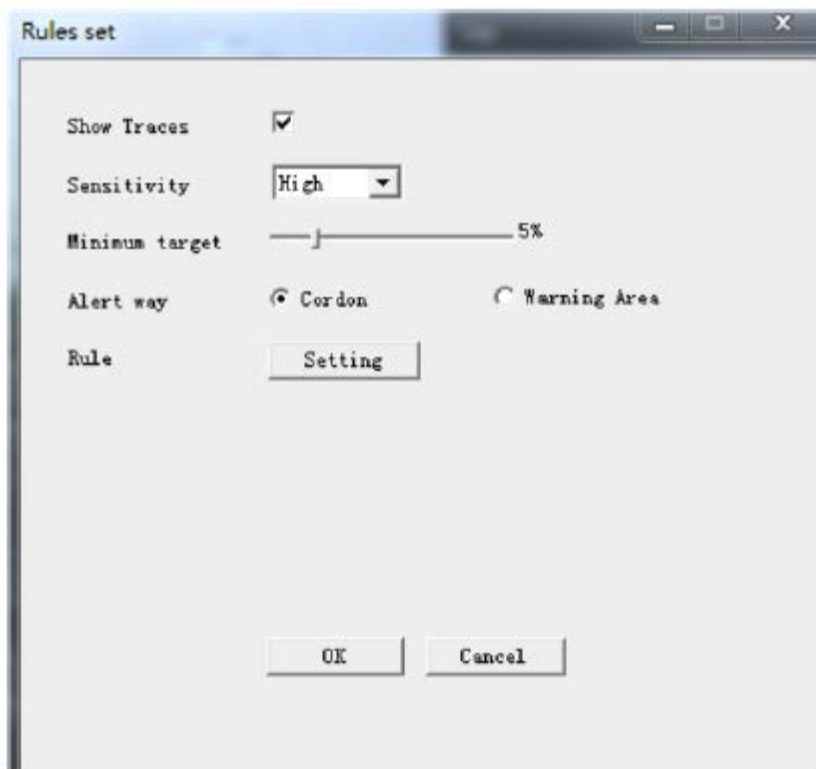 Rules set
Show Traces
Sensitivity High
Minimum target 5%
Alert way Cordon Warning Area
Rule Setting
OK Cancel